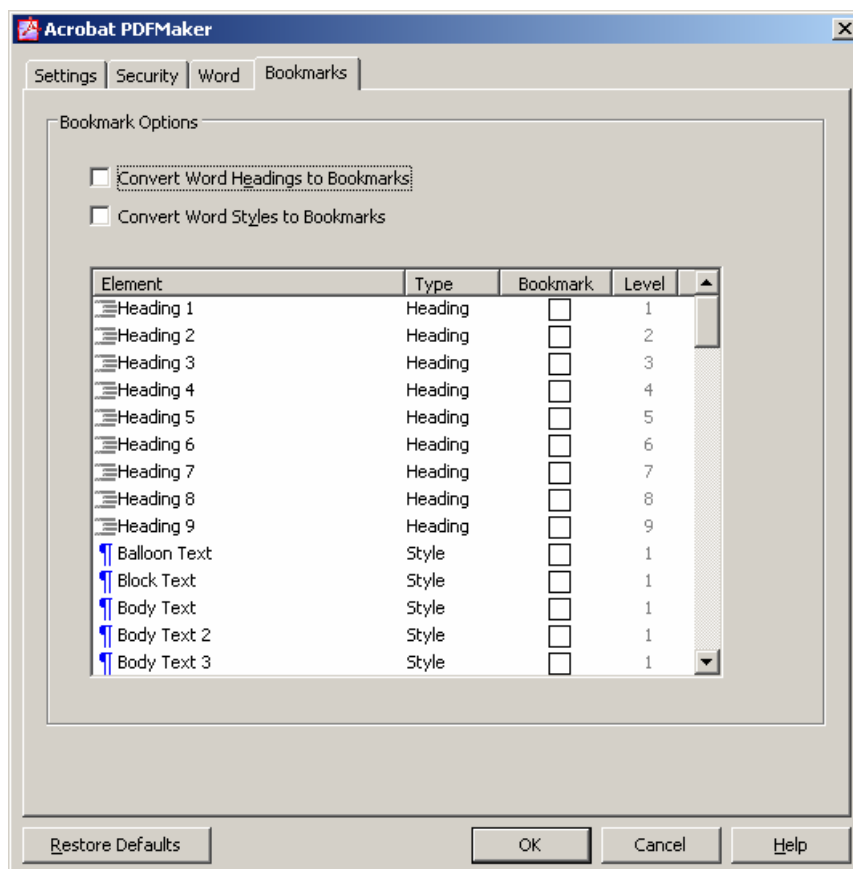 Acrobat PDFMaker
Settings Security Word Bookmarks
Bookmark Options
Convert Word Headings to Bookmarks
Convert Word Styles to Bookmarks
Element Type Bookmark Level
Heading 1 Heading 1
Heading 2 Heading 2
Heading 3 Heading 3
Heading 4 Heading 4
Heading 5 Heading 5
Heading 6 Heading 6
Heading 7 Heading 7
Heading 8 Heading 8
Heading 9 Heading 9
¶ Balloon Text Style 1
¶ Block Text Style 1
¶ Body Text Style 1
¶ Body Text 2 Style 1
¶ Body Text 3 Style 1
Restore Defaults OK Cancel Help